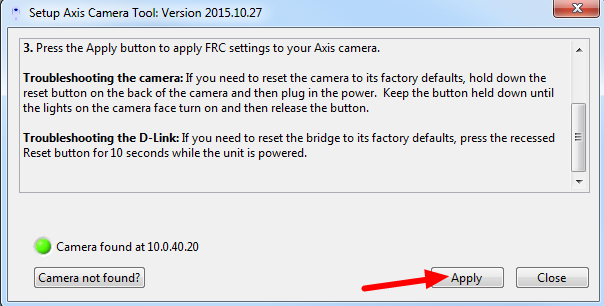 Setup Axis Camera Tool: Version 2015.10.27
3. Press the Apply button to apply FRC settings to your Axis camera.
Troubleshooting the camera: If you need to reset the camera to its factory defaults, hold down the
reset button on the back of the camera and then plug in the power. Keep the button held down until
the lights on the camera face turn on and then release the button.
Troubleshooting the D-Link: If you need to reset the bridge to its factory defaults, press the recessed
Reset button for 10 seconds while the unit is powered.
Camera found at 10.0.40.20
Camera not found?
Apply
Close